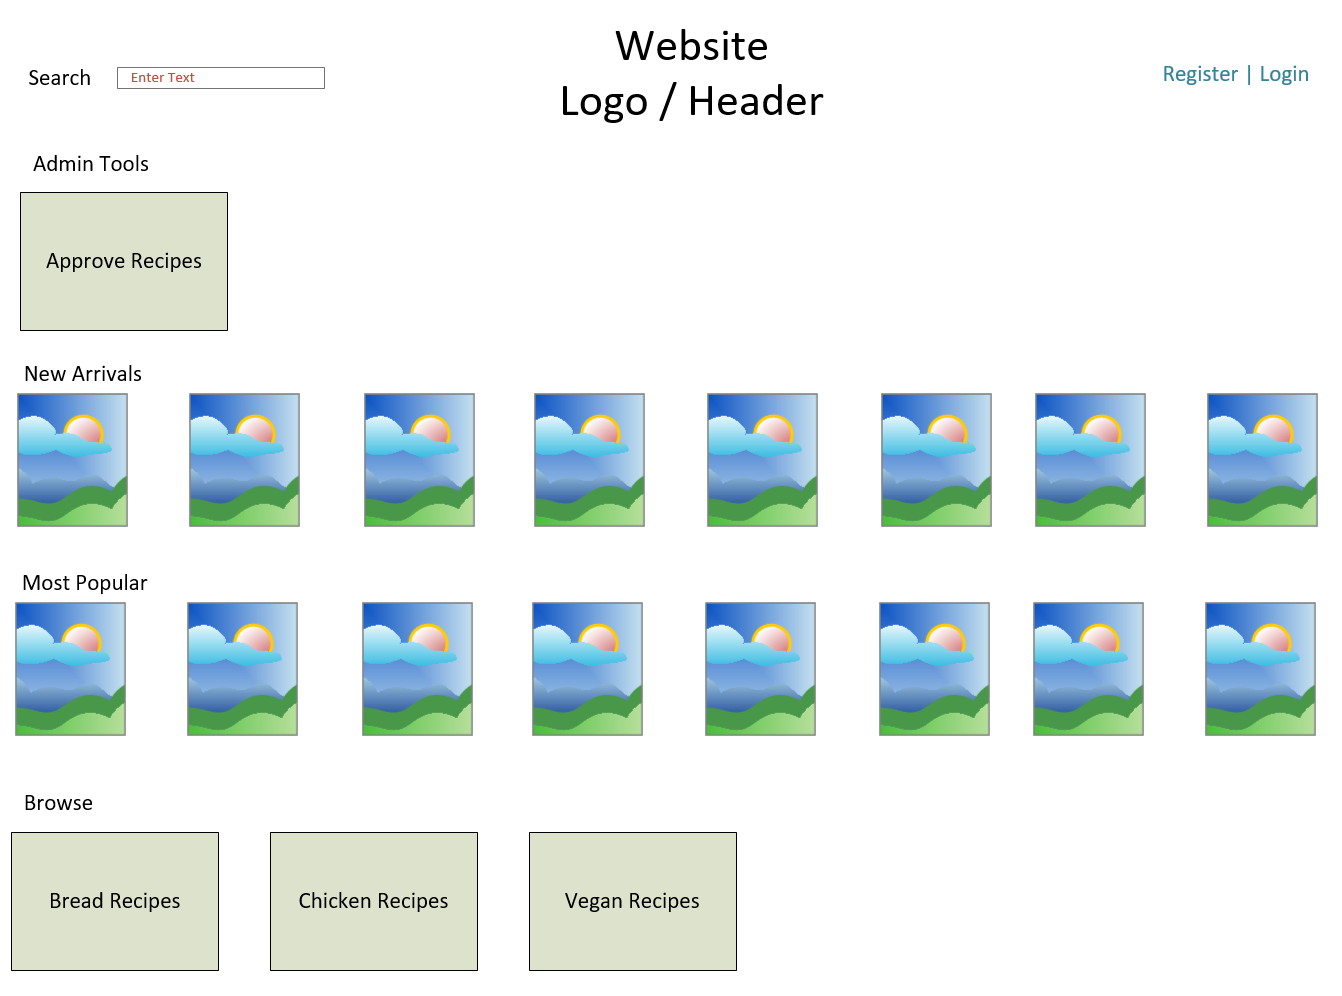 Website
Logo / Header
Search
Enter Text
Register | Login
Admin Tools
Approve Recipes
New Arrivals
Most Popular
Browse
Bread Recipes
Chicken Recipes
Vegan Recipes